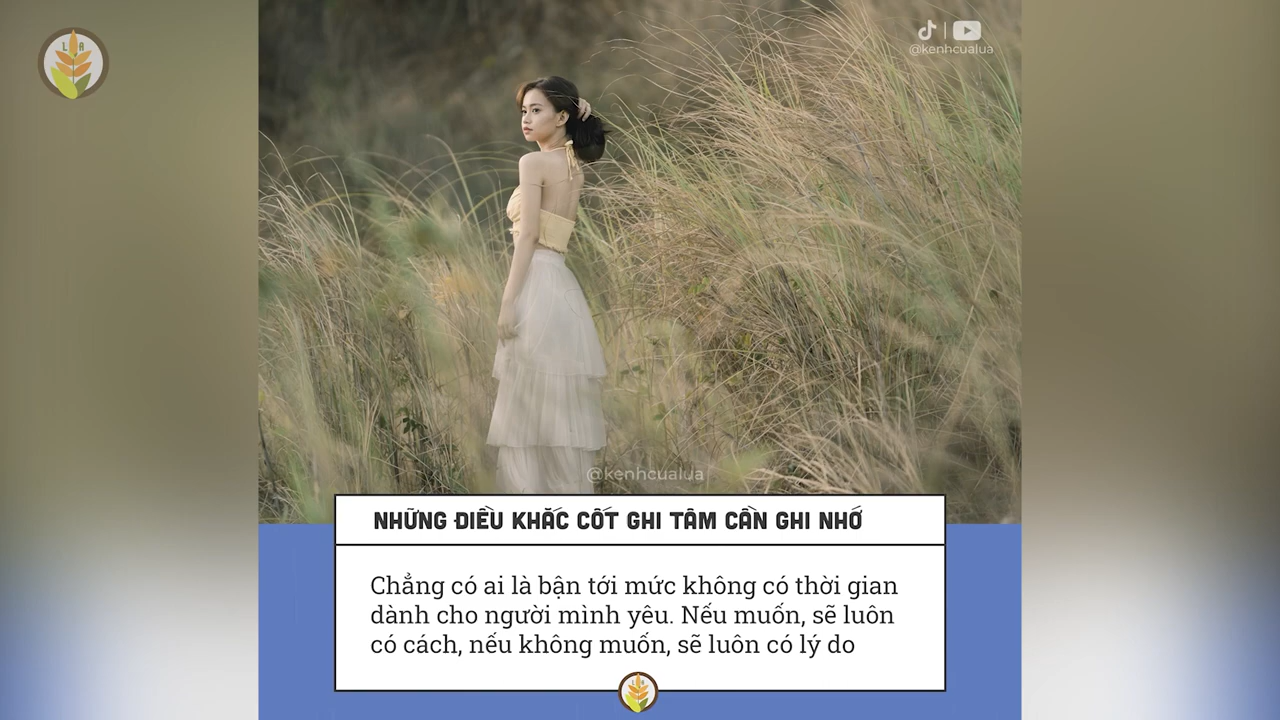 L A
@kenhcualua
@kenhcualua
NHỮNG ĐIỀU KHẮC CỐT GHI TÂM CẦN GHI NHỚ
Chẳng có ai là bận tới mức không có thời gian
dành cho người mình yêu. Nếu muốn, sẽ luôn
có cách, nếu không muốn, sẽ luôn có lý do
L A